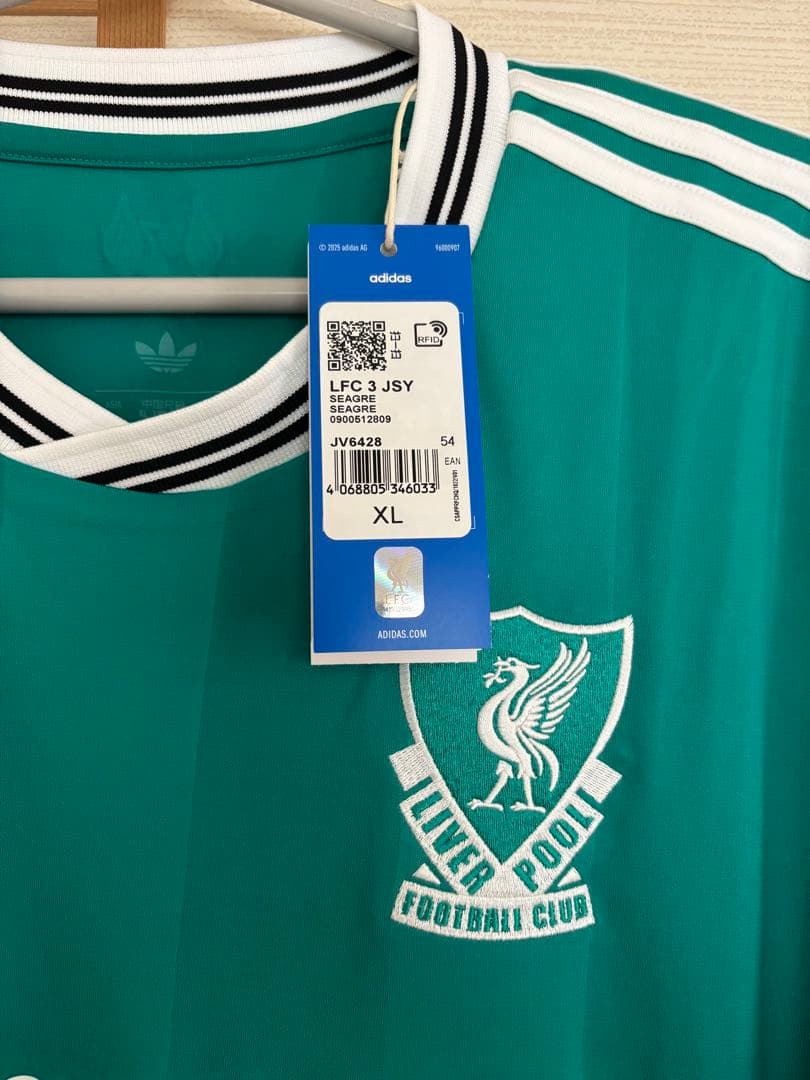 © 2025 adidas AG 96000907
adidas
RFID
LFC 3 JSY
SEAGRE
SEAGRE
0900512809
JV6428 54
EAN
4 068805 346033
XL
LFC
ADIDAS.COM
LIVER POOL
FOOTBALL CLUB